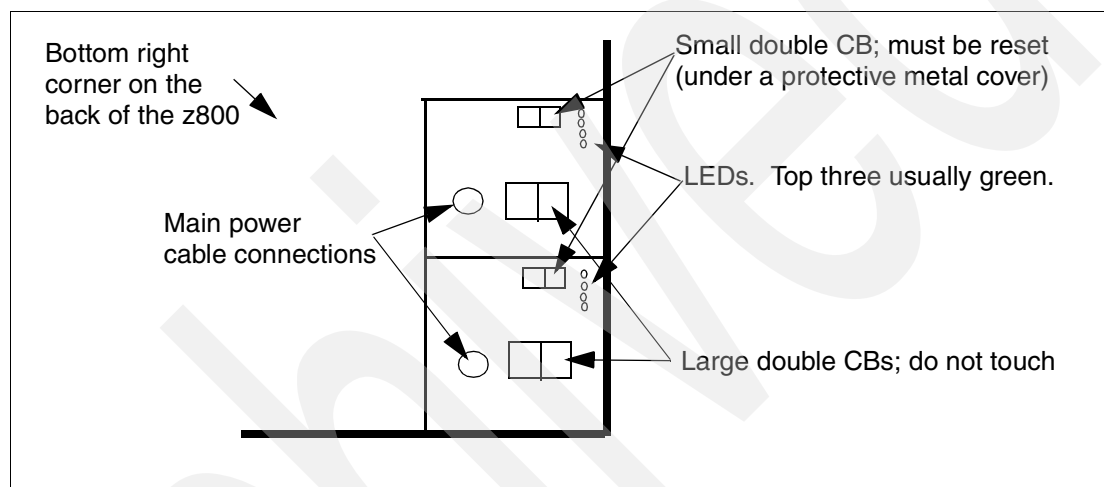 Bottom right
corner on the
back of the z800
Small double CB; must be reset
(under a protective metal cover)
LEDs. Top three usually green.
Main power
cable connections
Large double CBs; do not touch